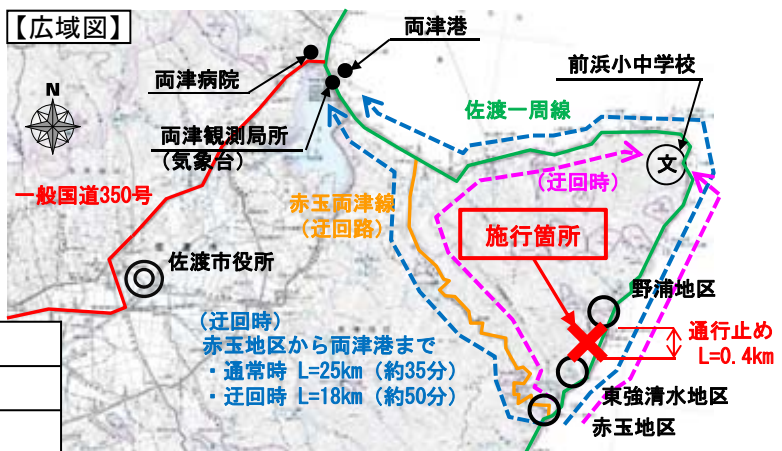 【広域図】
両津港
両津病院
前浜小中学校
N
佐渡一周線
両津観測局所
(気象台)
文
(迂回時)
一般国道350号
赤玉両津線
(迂回路)
施行箇所
佐渡市役所
野浦地区
(迂回時)
赤玉地区から両津港まで
・通常時 L=25km (約35分)
・迂回時 L=18km (約50分)
通行止め
L=0.4km
東強清水地区
赤玉地区